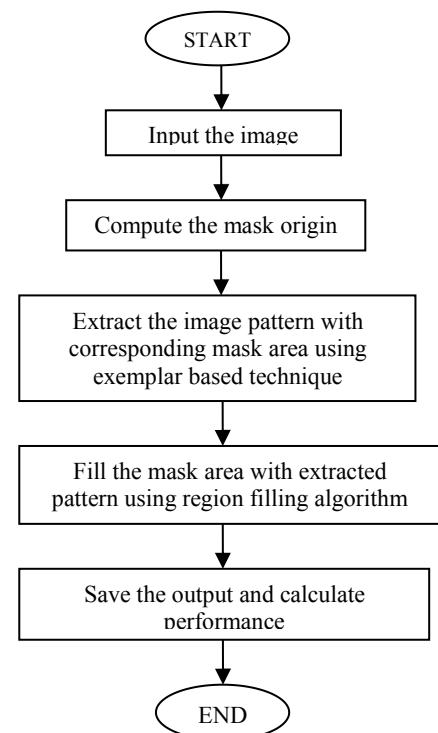 START
Input the image
Compute the mask origin
Extract the image pattern with
corresponding mask area using
exemplar based technique
Fill the mask area with extracted
pattern using region filling algorithm
Save the output and calculate
performance
END